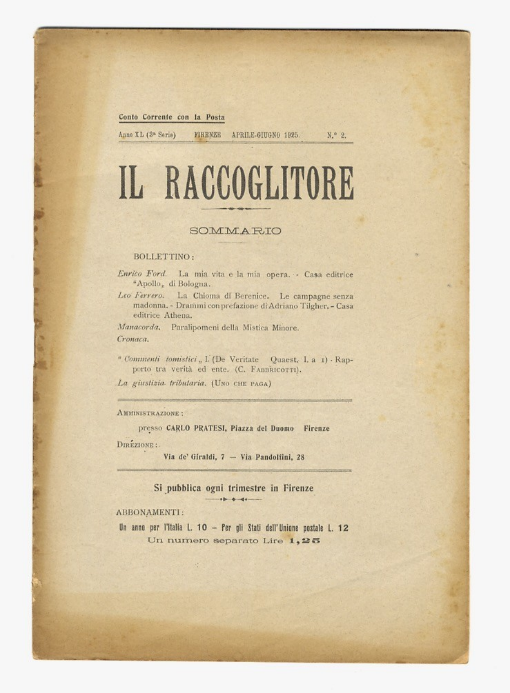 Conto Corrente con la Posta
Anno XL (3ª Serie) FIRENZE APRILE-GIUGNO 1925. N.° 2.
IL RACCOGLITORE
SOMMARIO
BOLLETTINO:
Enrico Ford. La mia vita e la mia opera. - Casa editrice
"Apollo„ di Bologna.
Leo Ferrero. La Chioma di Berenice. Le campagne senza
madonna. - Drammi con prefazione di Adriano Tilgher. - Casa
editrice Athena.
Manacorda. Paralipomeni della Mistica Minore.
Cronaca.
"Commenti tomistici„ I. (De Veritate Quaest. I. a 1) - Rap-
porto tra verità ed ente. (C. FABBRICOTTI).
La giustizia tributaria. (UNO CHE PAGA)
AMMINISTRAZIONE:
presso CARLO PRATESI, Piazza del Duomo Firenze
DIREZIONE:
Via de' Giraldi, 7 — Via Pandolfini, 28
Si pubblica ogni trimestre in Firenze
ABBONAMENTI:
Un anno per l'Italia L. 10 — Per gli Stati dell'Unione postale L. 12
Un numero separato Lire 1,25